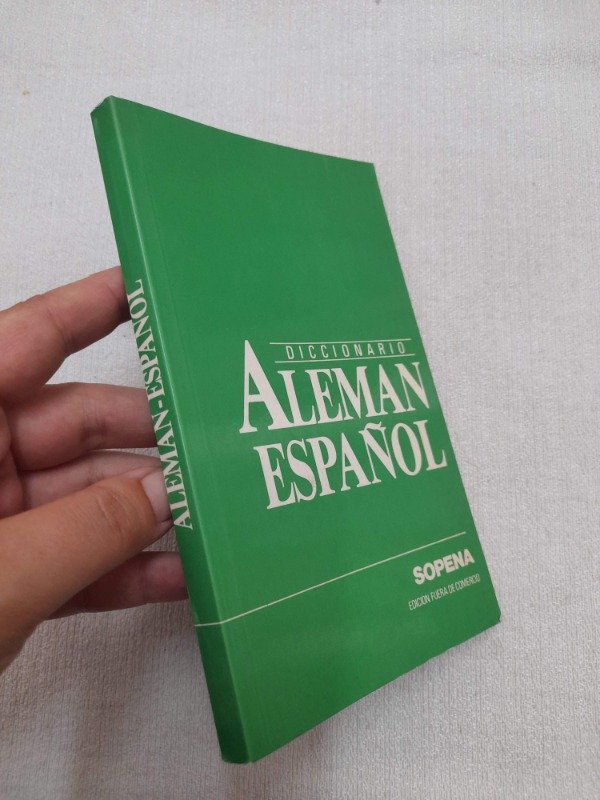 DICCIONARIO
ALEMAN
ESPAÑOL
SOPENA
EDICION FUERA DE COMERCIO
ALEMAN-ESPAÑOL